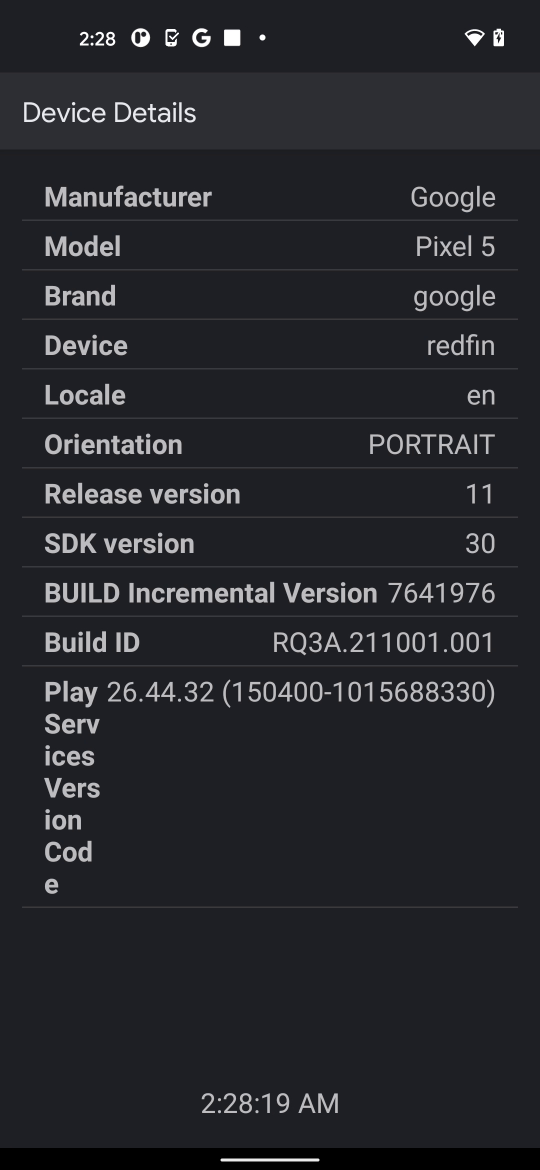 2:28
Device Details
Manufacturer Google
Model Pixel 5
Brand google
Device redfin
Locale en
Orientation PORTRAIT
Release version 11
SDK version 30
BUILD Incremental Version 7641976
Build ID RQ3A.211001.001
Play 26.44.32 (150400-1015688330)
Serv
ices
Vers
ion
Cod
e
2:28:19 AM